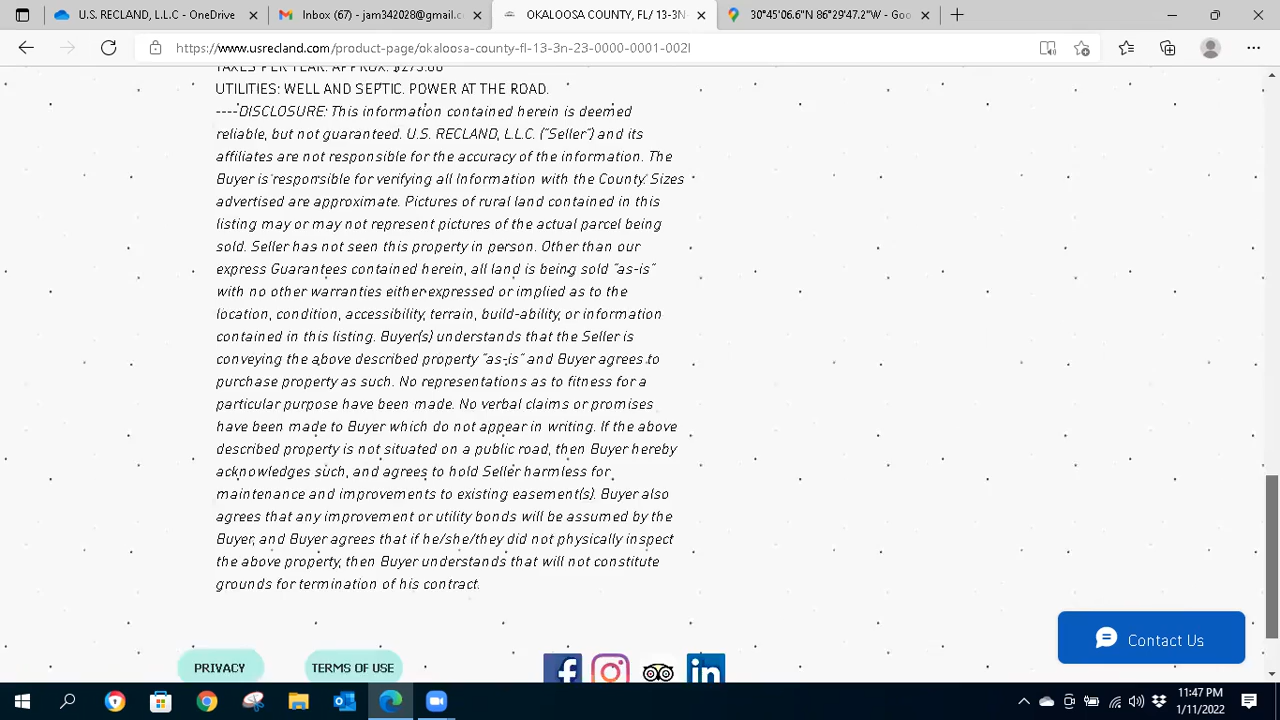 U.S. RECLAND, L.L.C - OneDrive
Inbox (67) - jam342028@gmail.c
OKALOOSA COUNTY, FL/ 13-3N-
30°45'06.6"N 86°29'47.2"W - Goo
https://www.usrecland.com/product-page/okaloosa-county-fl-13-3n-23-0000-0001-002l
TAXES PER YEAR: APPROX. $275.00
UTILITIES: WELL AND SEPTIC. POWER AT THE ROAD.
----DISCLOSURE: This information contained herein is deemed
reliable, but not guaranteed. U.S. RECLAND, L.L.C. ("Seller") and its
affiliates are not responsible for the accuracy of the information. The
Buyer is responsible for verifying all Information with the County. Sizes
advertised are approximate. Pictures of rural land contained in this
listing may or may not represent pictures of the actual parcel being
sold. Seller has not seen this property in person. Other than our
express Guarantees contained herein, all land is being sold "as-is"
with no other warranties either expressed or implied as to the
location, condition, accessibility, terrain, build-ability, or information
contained in this listing. Buyer(s) understands that the Seller is
conveying the above described property "as-is" and Buyer agrees to
purchase property as such. No representations as to fitness for a
particular purpose have been made. No verbal claims or promises
have been made to Buyer which do not appear in writing. If the above
described property is not situated on a public road, then Buyer hereby
acknowledges such, and agrees to hold Seller harmless for
maintenance and improvements to existing easement(s). Buyer also
agrees that any improvement or utility bonds will be assumed by the
Buyer, and Buyer agrees that if he/she/they did not physically inspect
the above property, then Buyer understands that will not constitute
grounds for termination of his contract.
Contact Us
PRIVACY
TERMS OF USE
11:47 PM
1/11/2022